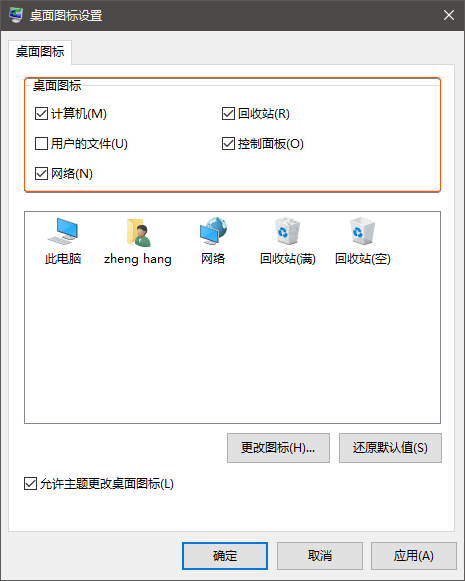 桌面图标设置
桌面图标
桌面图标
计算机(M)
回收站(R)
用户的文件(U)
控制面板(O)
网络(N)
此电脑
zheng hang
网络
回收站(满)
回收站(空)
更改图标(H)...
还原默认值(S)
允许主题更改桌面图标(L)
确定
取消
应用(A)